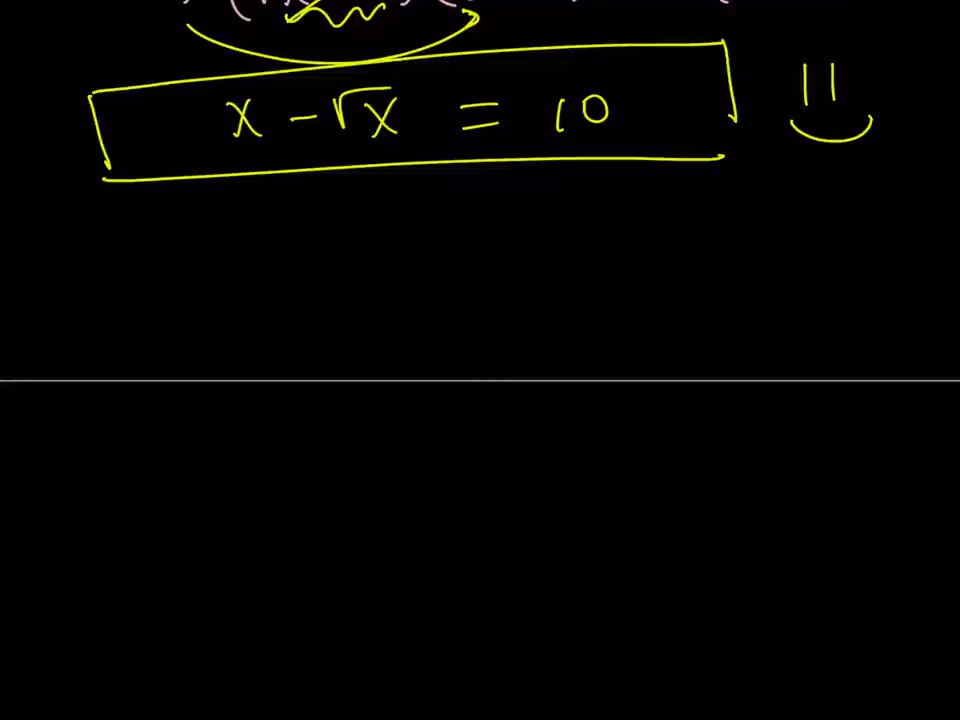 x - √x = 10